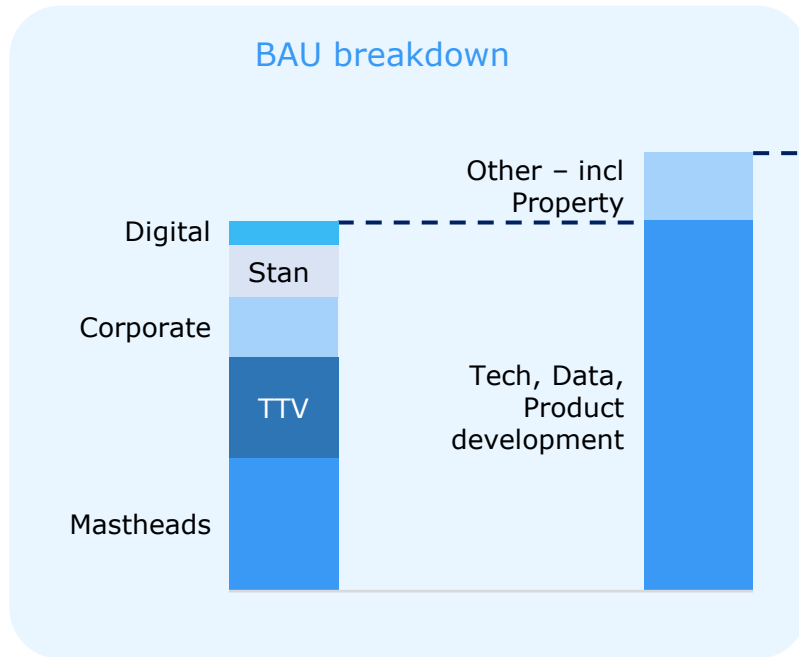 BAU breakdown
Other – incl
Property
Digital
Stan
Corporate
TTV
Tech, Data,
Product
development
Mastheads